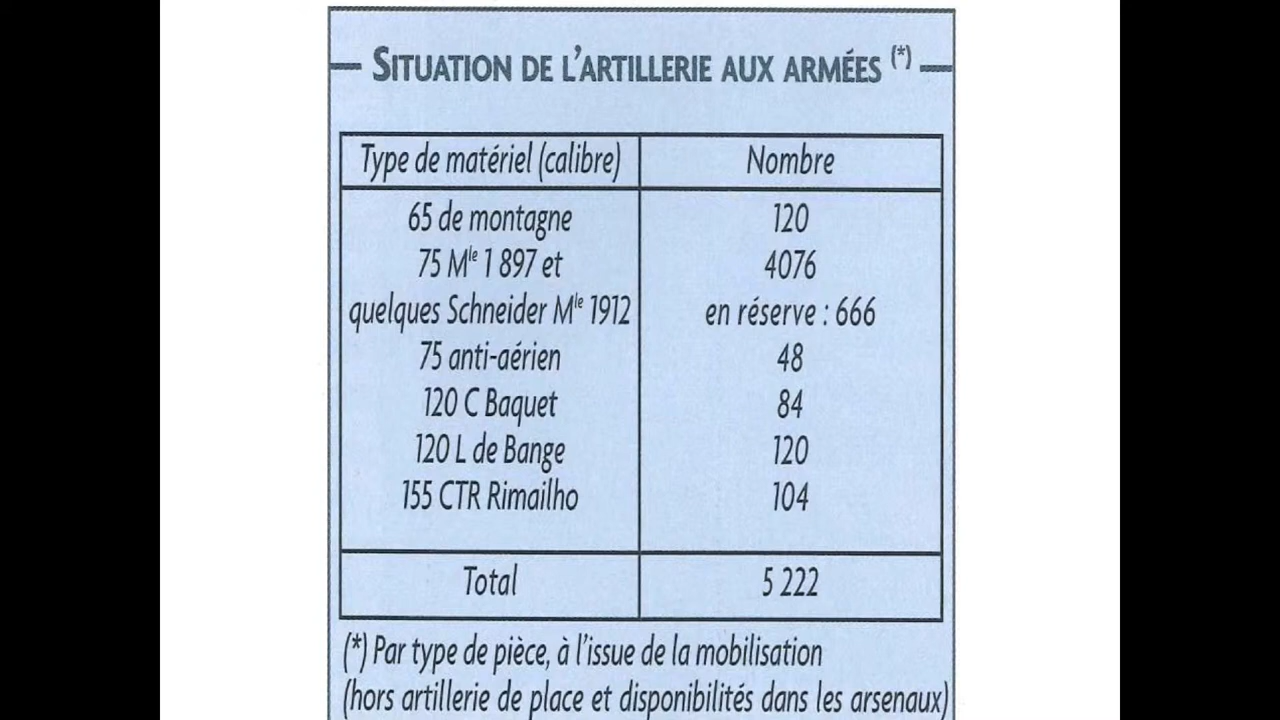 SITUATION DE L'ARTILLERIE AUX ARMÉES (*)
Type de matériel (calibre) Nombre
65 de montagne 120
75 Mle 1 897 et 4076
quelques Schneider Mle 1912 en réserve : 666
75 anti-aérien 48
120 C Baquet 84
120 L de Bange 120
155 CTR Rimailho 104
Total 5 222
(*) Par type de pièce, à l'issue de la mobilisation
(hors artillerie de place et disponibilités dans les arsenaux)